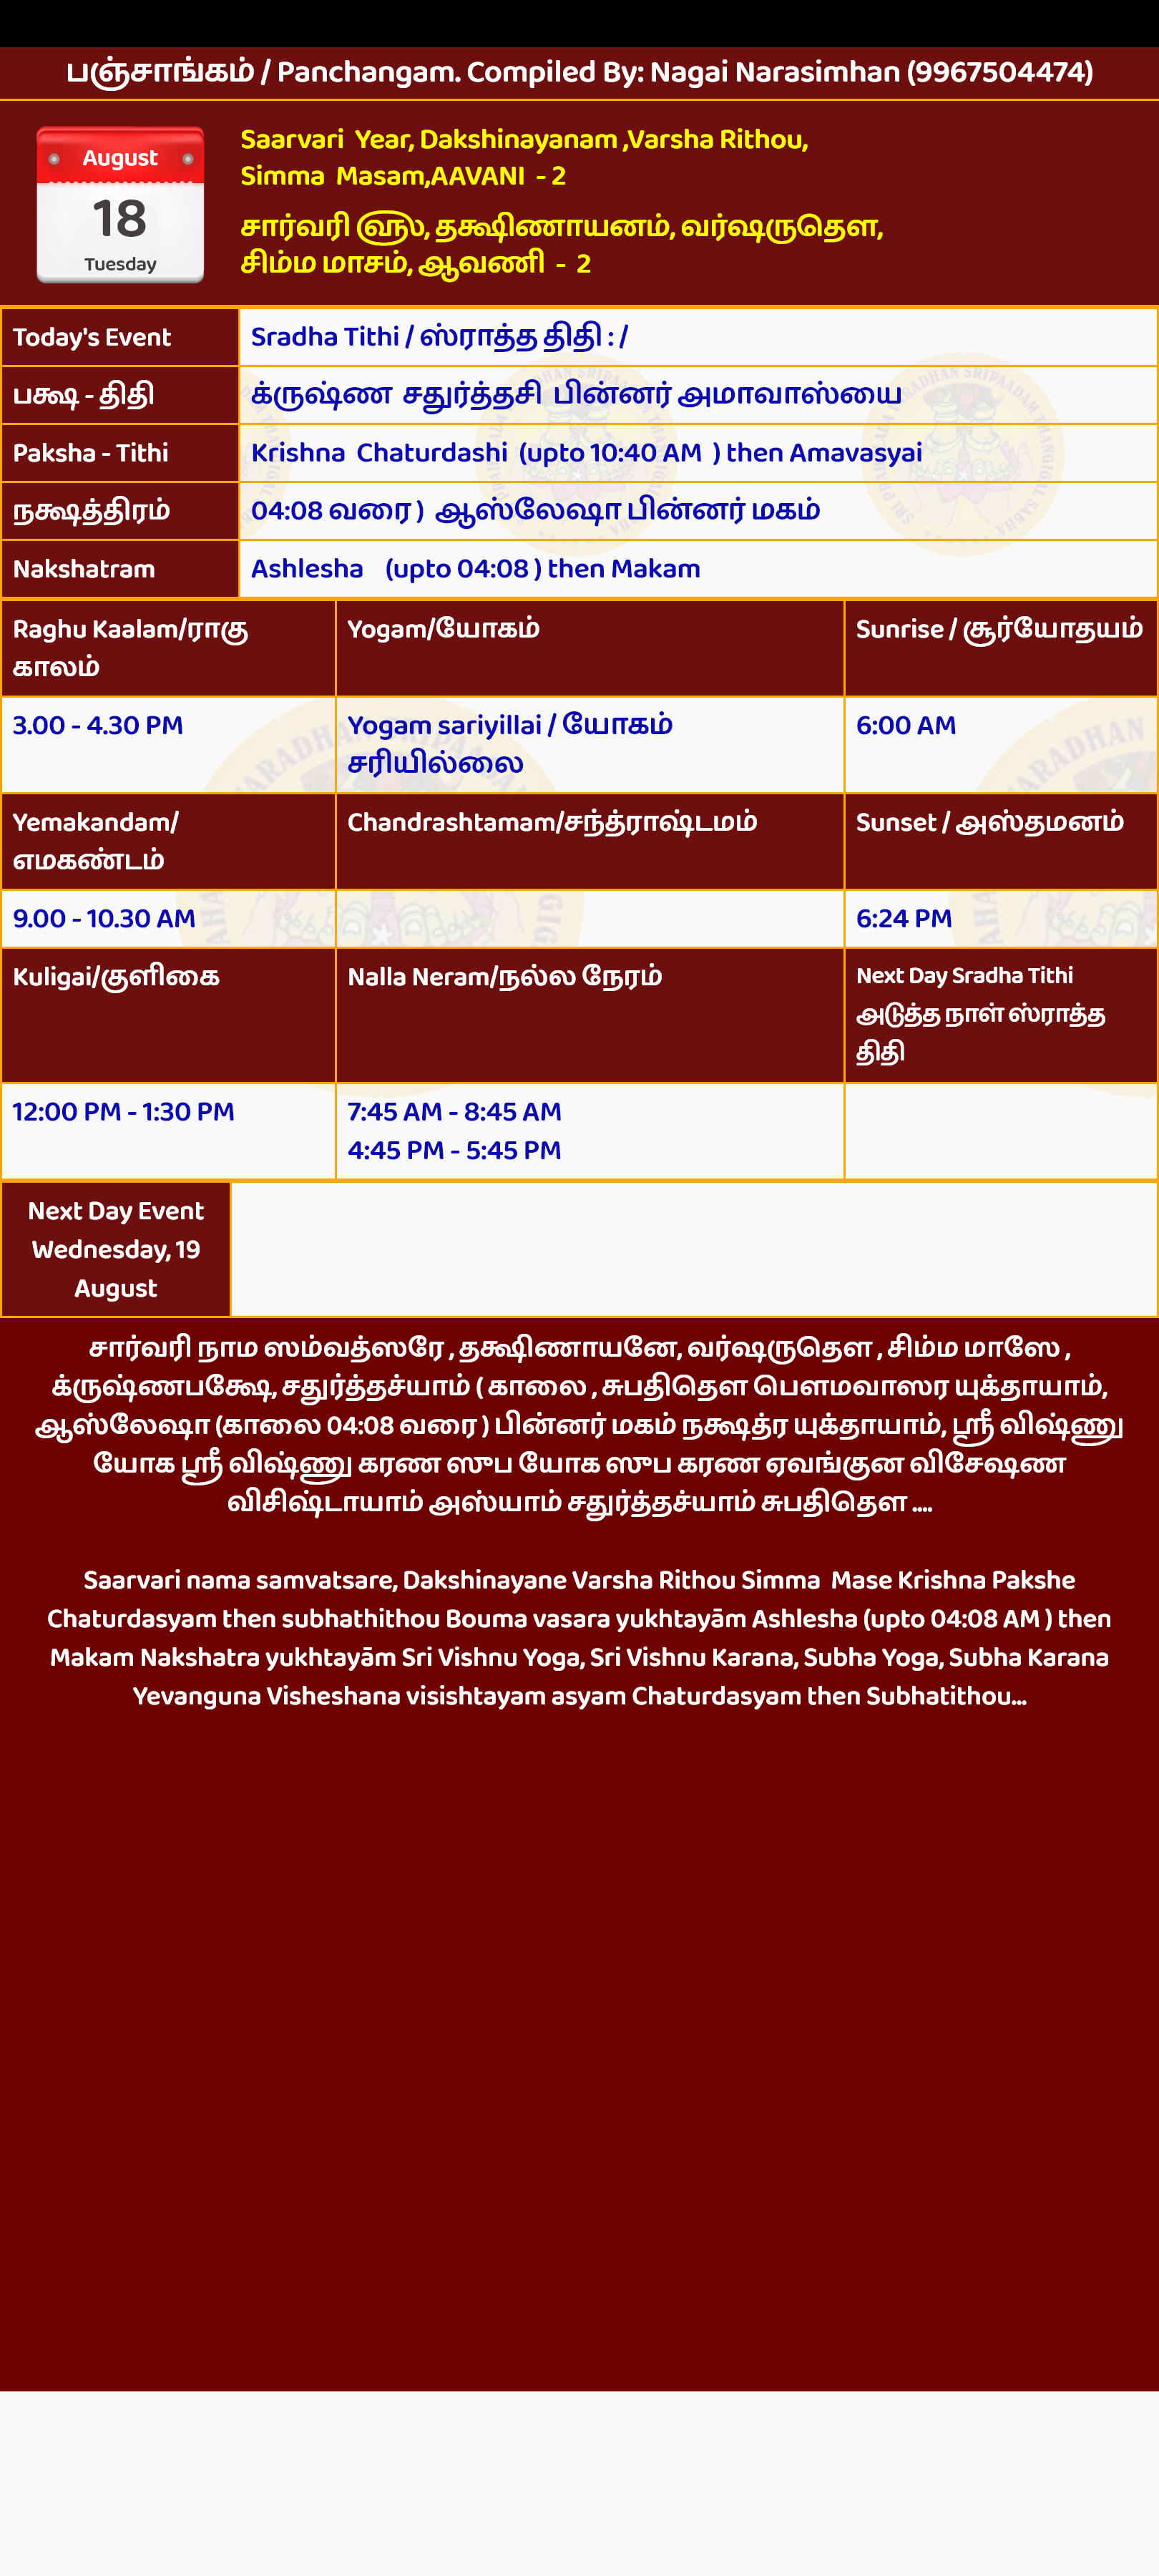 பஞ்சாங்கம் / Panchangam. Compiled By: Nagai Narasimhan (9967504474)
August
18
Tuesday
Saarvari Year, Dakshinayanam ,Varsha Rithou,
Simma Masam,AAVANI - 2
சார்வரி ௵, தக்ஷிணாயனம், வர்ஷருதௌ,
சிம்ம மாசம், ஆவணி - 2
Today's Event
Sradha Tithi / ஸ்ராத்த திதி : /
பக்ஷ - திதி
க்ருஷ்ண சதுர்த்தசி பின்னர் அமாவாஸ்யை
Paksha - Tithi
Krishna Chaturdashi (upto 10:40 AM ) then Amavasyai
நக்ஷத்திரம்
04:08 வரை ) ஆஸ்லேஷா பின்னர் மகம்
Nakshatram
Ashlesha (upto 04:08 ) then Makam
Raghu Kaalam/ராகு
காலம்
Yogam/யோகம்
Sunrise / சூர்யோதயம்
3.00 - 4.30 PM
Yogam sariyillai / யோகம்
சரியில்லை
6:00 AM
Yemakandam/
எமகண்டம்
Chandrashtamam/சந்த்ராஷ்டமம்
Sunset / அஸ்தமனம்
9.00 - 10.30 AM
6:24 PM
Kuligai/குளிகை
Nalla Neram/நல்ல நேரம்
Next Day Sradha Tithi
அடுத்த நாள் ஸ்ராத்த
திதி
12:00 PM - 1:30 PM
7:45 AM - 8:45 AM
4:45 PM - 5:45 PM
Next Day Event
Wednesday, 19
August
சார்வரி நாம ஸம்வத்ஸரே , தக்ஷிணாயனே, வர்ஷருதௌ , சிம்ம மாஸே ,
க்ருஷ்ணபக்ஷே, சதுர்த்தச்யாம் ( காலை , சுபதிதௌ பௌமவாஸர யுக்தாயாம்,
ஆஸ்லேஷா (காலை 04:08 வரை ) பின்னர் மகம் நக்ஷத்ர யுக்தாயாம், ஸ்ரீ விஷ்ணு
யோக ஸ்ரீ விஷ்ணு கரண ஸுப யோக ஸுப கரண ஏவங்குன விசேஷண
விசிஷ்டாயாம் அஸ்யாம் சதுர்த்தச்யாம் சுபதிதௌ ....
Saarvari nama samvatsare, Dakshinayane Varsha Rithou Simma Mase Krishna Pakshe
Chaturdasyam then subhathithou Bouma vasara yukhtayām Ashlesha (upto 04:08 AM ) then
Makam Nakshatra yukhtayām Sri Vishnu Yoga, Sri Vishnu Karana, Subha Yoga, Subha Karana
Yevanguna Visheshana visishtayam asyam Chaturdasyam then Subhatithou...